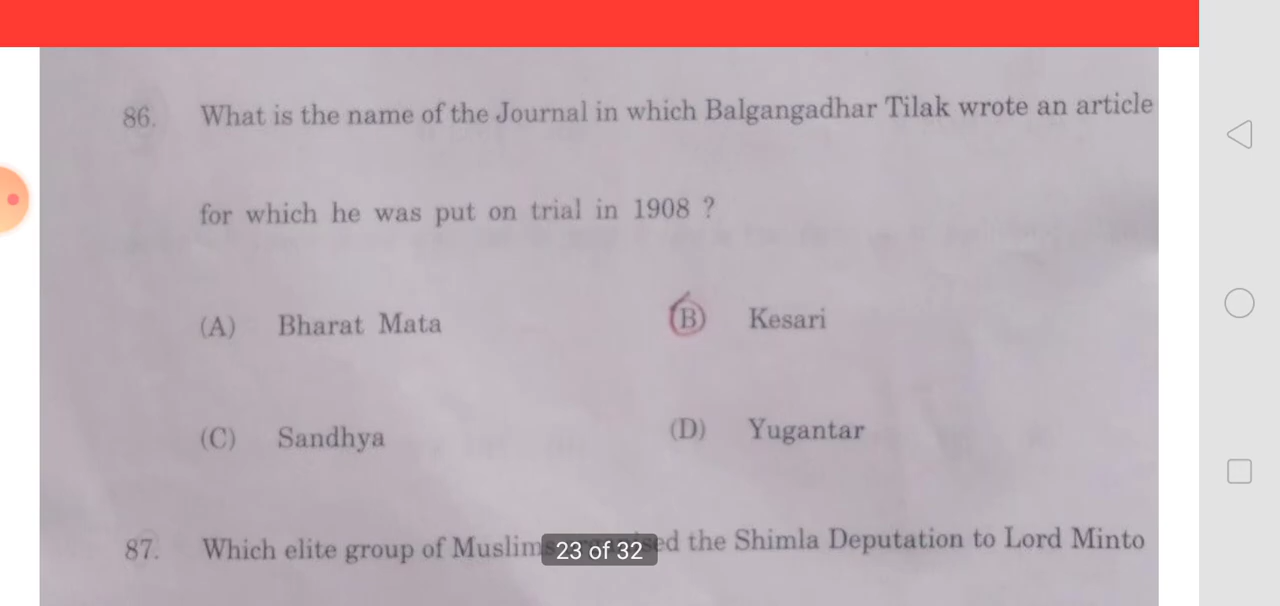 86. What is the name of the Journal in which Balgangadhar Tilak wrote an article
for which he was put on trial in 1908 ?
(A) Bharat Mata (B) Kesari
(C) Sandhya (D) Yugantar
87. Which elite group of Muslims the Shimla Deputation to Lord Minto
23 of 32